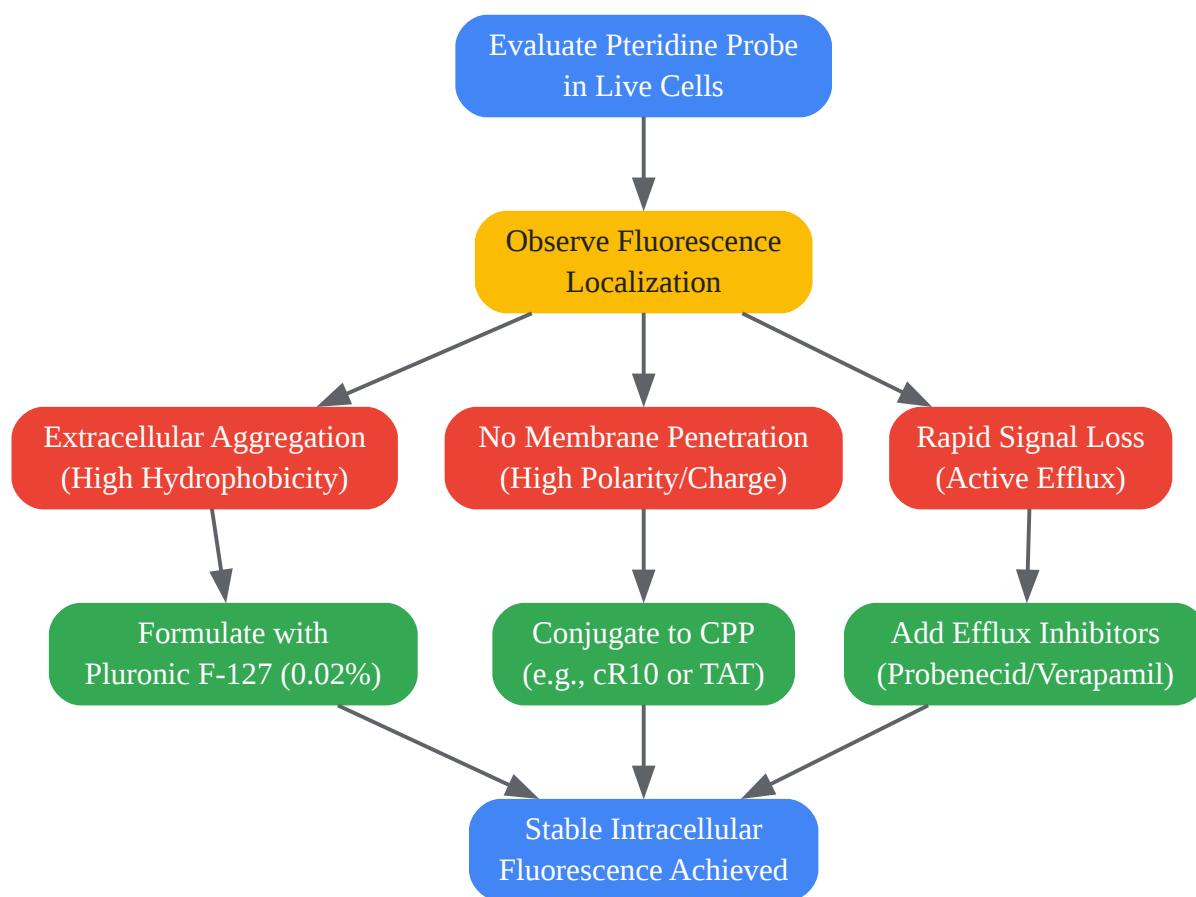 Evaluate Pteridine Probe
in Live Cells
Observe Fluorescence
Localization
Extracellular Aggregation
(High Hydrophobicity)
No Membrane Penetration
(High Polarity/Charge)
Rapid Signal Loss
(Active Efflux)
Formulate with
Pluronic F-127 (0.02%)
Conjugate to CPP
(e.g., cR10 or TAT)
Add Efflux Inhibitors
(Probenecid/Verapamil)
Stable Intracellular
Fluorescence Achieved